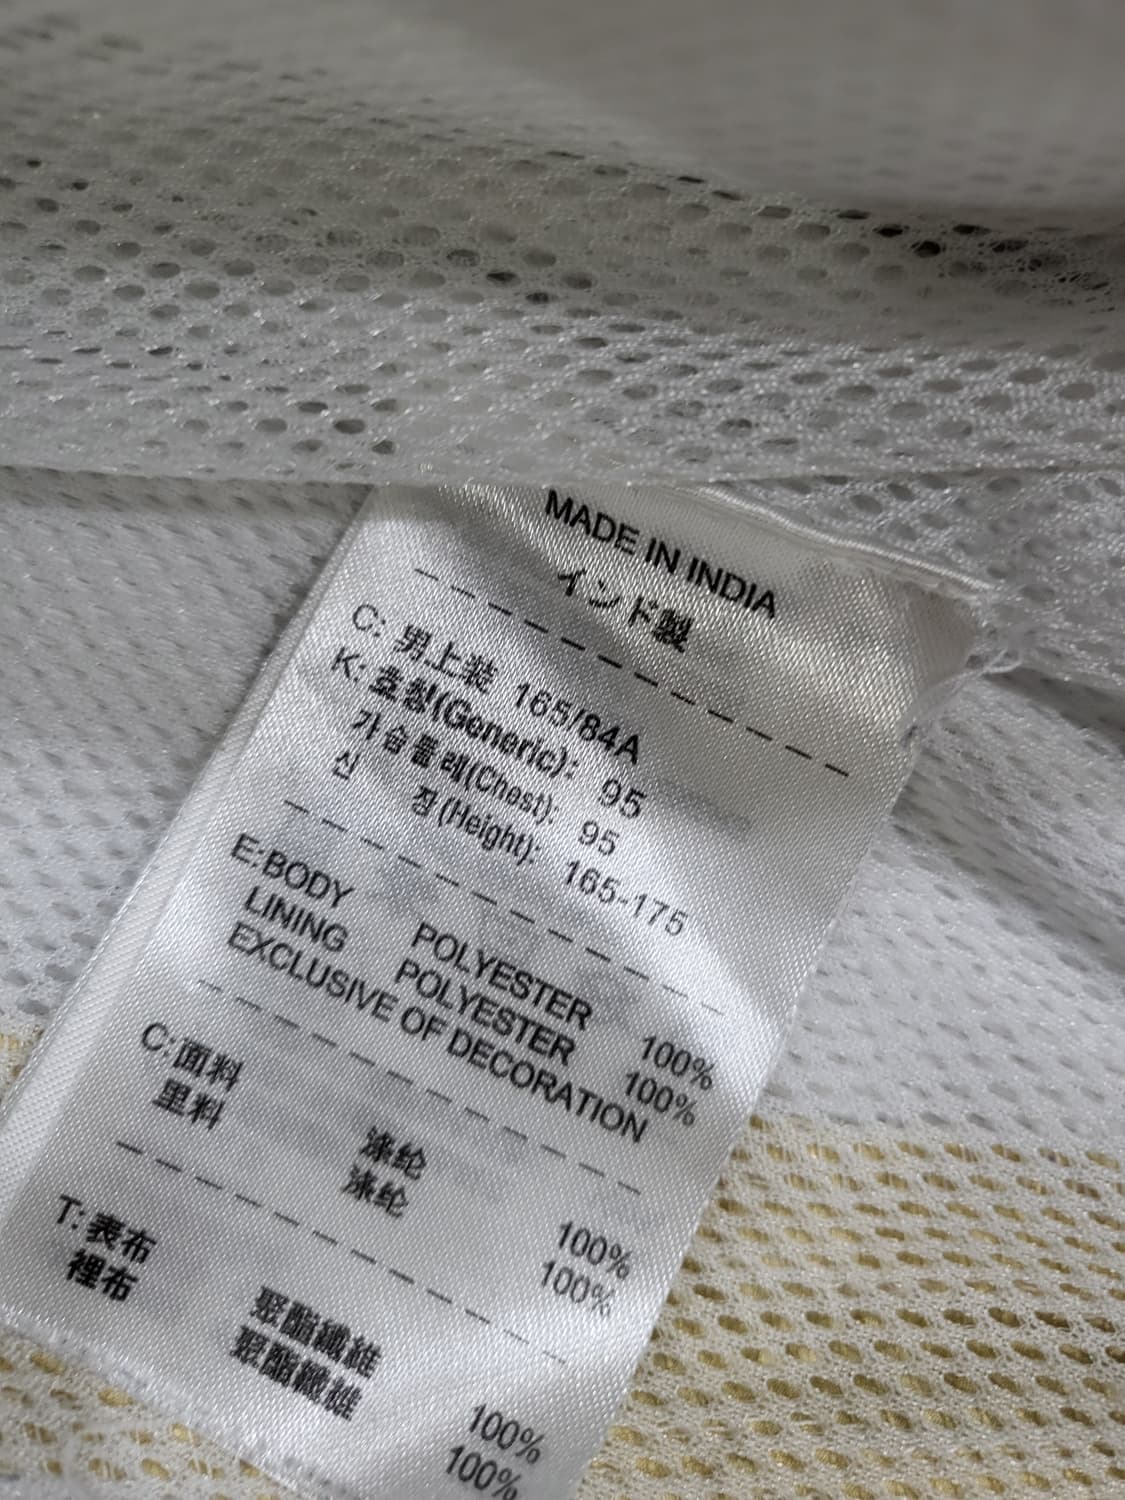 MADE IN INDIA
インド製
C: 男上装 165/84A
K: 호칭(Generic): 95
가슴둘레(Chest): 95
신 장(Height): 165-175
E:BODY POLYESTER 100%
LINING POLYESTER 100%
EXCLUSIVE OF DECORATION
C:面料 涤纶 100%
里料 涤纶 100%
T:表布 聚酯纖維 100%
裡布 聚酯纖維 100%